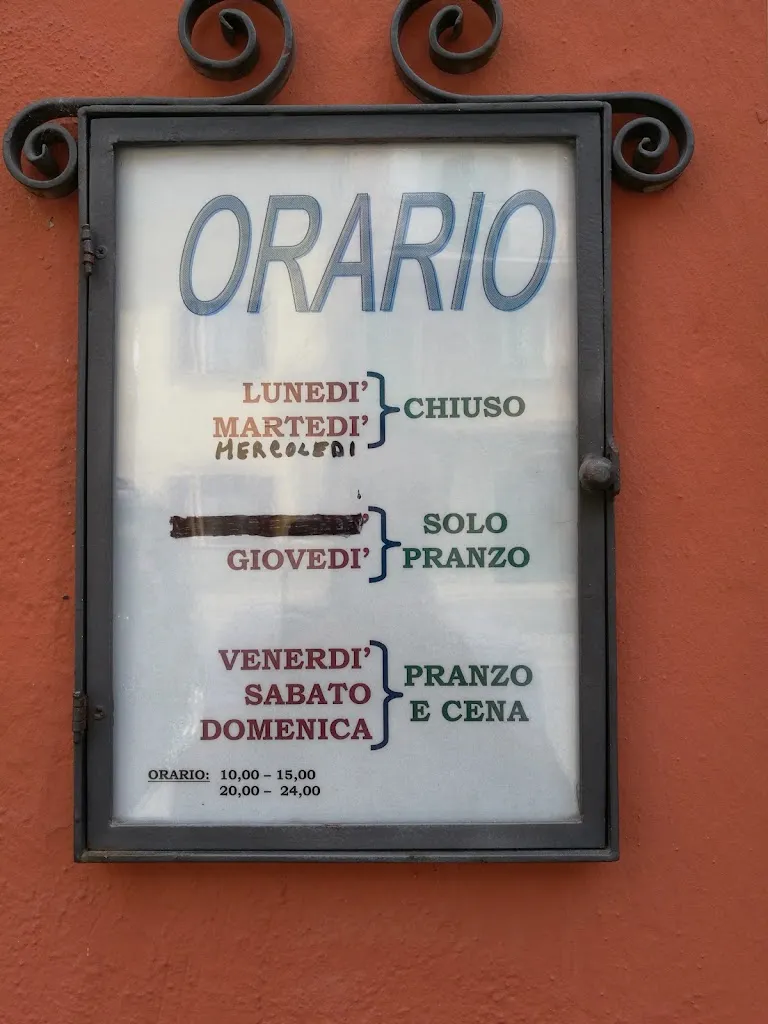 ORARIO
LUNEDI'
MARTEDI'
MERCOLEDI
CHIUSO
GIOVEDI'
SOLO
PRANZO
VENERDI'
SABATO
DOMENICA
PRANZO
E CENA
ORARIO: 10,00 – 15,00
20,00 – 24,00